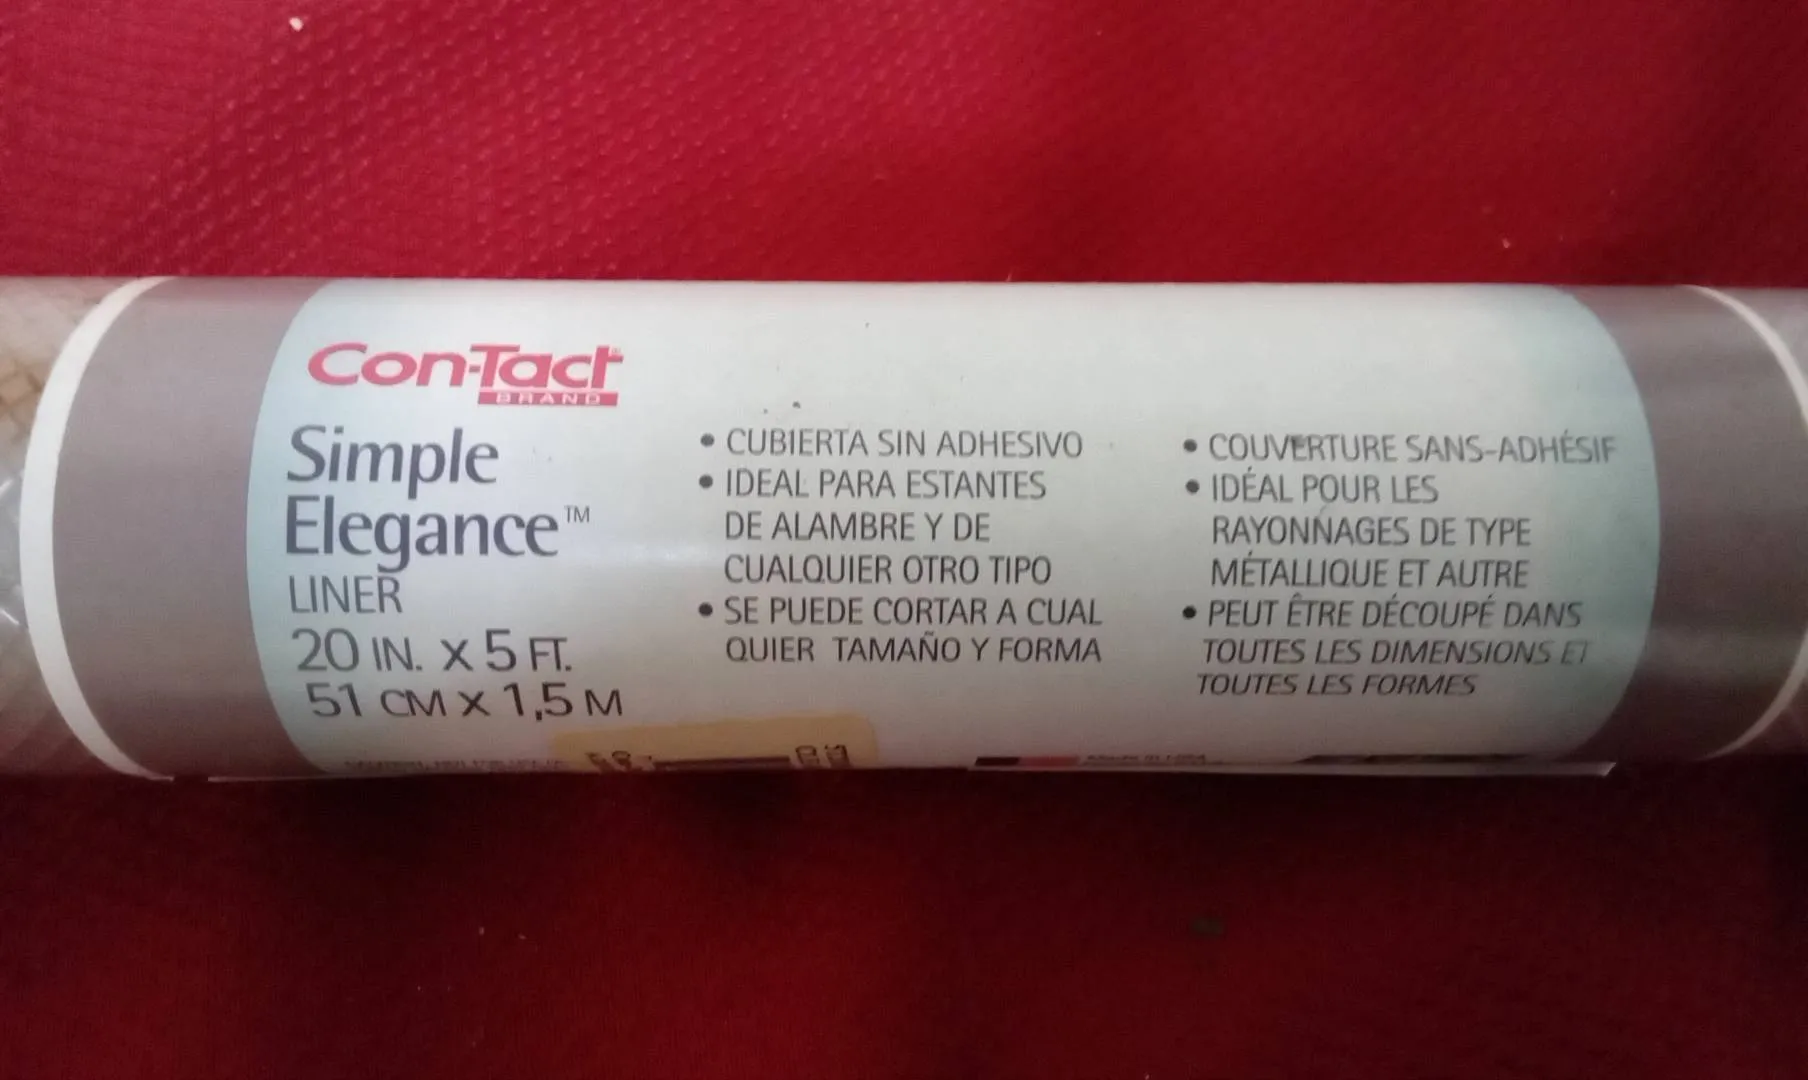 Con-Tact®
BRAND
Simple
Elegance™
LINER
20 IN. X 5 FT.
51 CM X 1,5 M
• CUBIERTA SIN ADHESIVO
• IDEAL PARA ESTANTES
DE ALAMBRE Y DE
CUALQUIER OTRO TIPO
• SE PUEDE CORTAR A CUAL
QUIER TAMAÑO Y FORMA
• COUVERTURE SANS-ADHÉSIF
• IDÉAL POUR LES
RAYONNAGES DE TYPE
MÉTALLIQUE ET AUTRE
• PEUT ÊTRE DÉCOUPÉ DANS
TOUTES LES DIMENSIONS ET
TOUTES LES FORMES